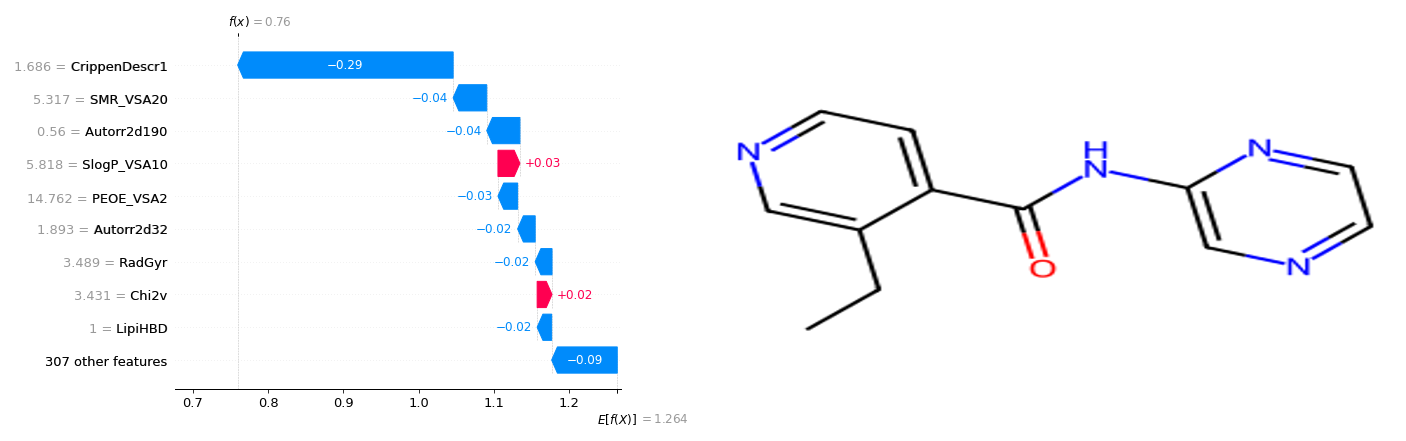 f(x) = 0.76
1.686 = CrippenDescr1
−0.29
5.317 = SMR_VSA20
−0.04
0.56 = Autorr2d190
−0.04
5.818 = SlogP_VSA10
+0.03
14.762 = PEOE_VSA2
−0.03
1.893 = Autorr2d32
−0.02
3.489 = RadGyr
−0.02
3.431 = Chi2v
+0.02
1 = LipiHBD
−0.02
307 other features
−0.09
0.7 0.8 0.9 1.0 1.1 1.2
E[f(X)] = 1.264
N
O
H
N
N
N